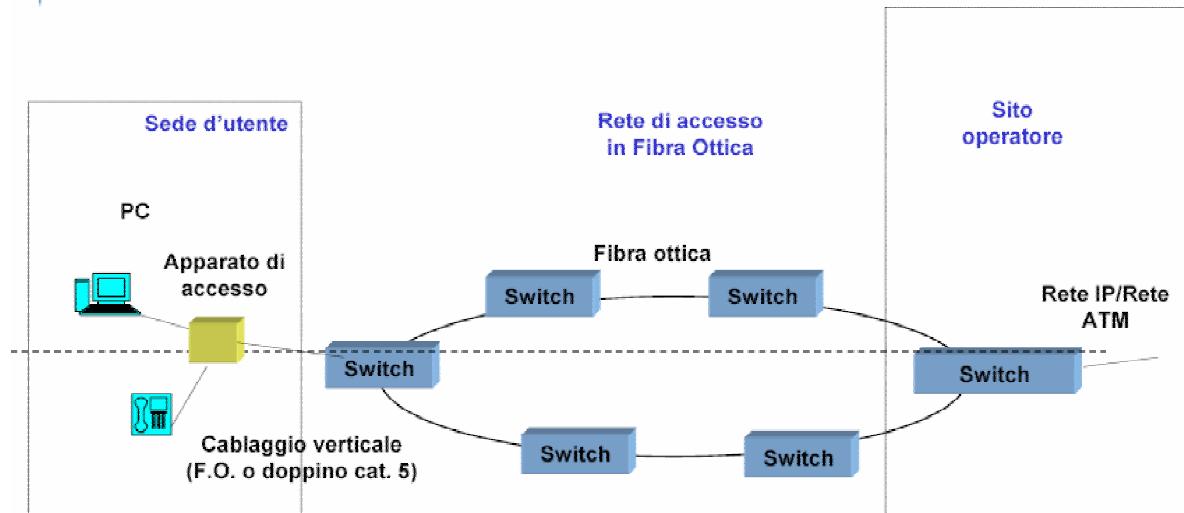 Sede d'utente
Rete di accesso
in Fibra Ottica
Sito
operatore
PC
Apparato di
accesso
Fibra ottica
Switch
Switch
Rete IP/Rete
ATM
Switch
Switch
Cablaggio verticale
(F.O. o doppino cat. 5)
Switch
Switch